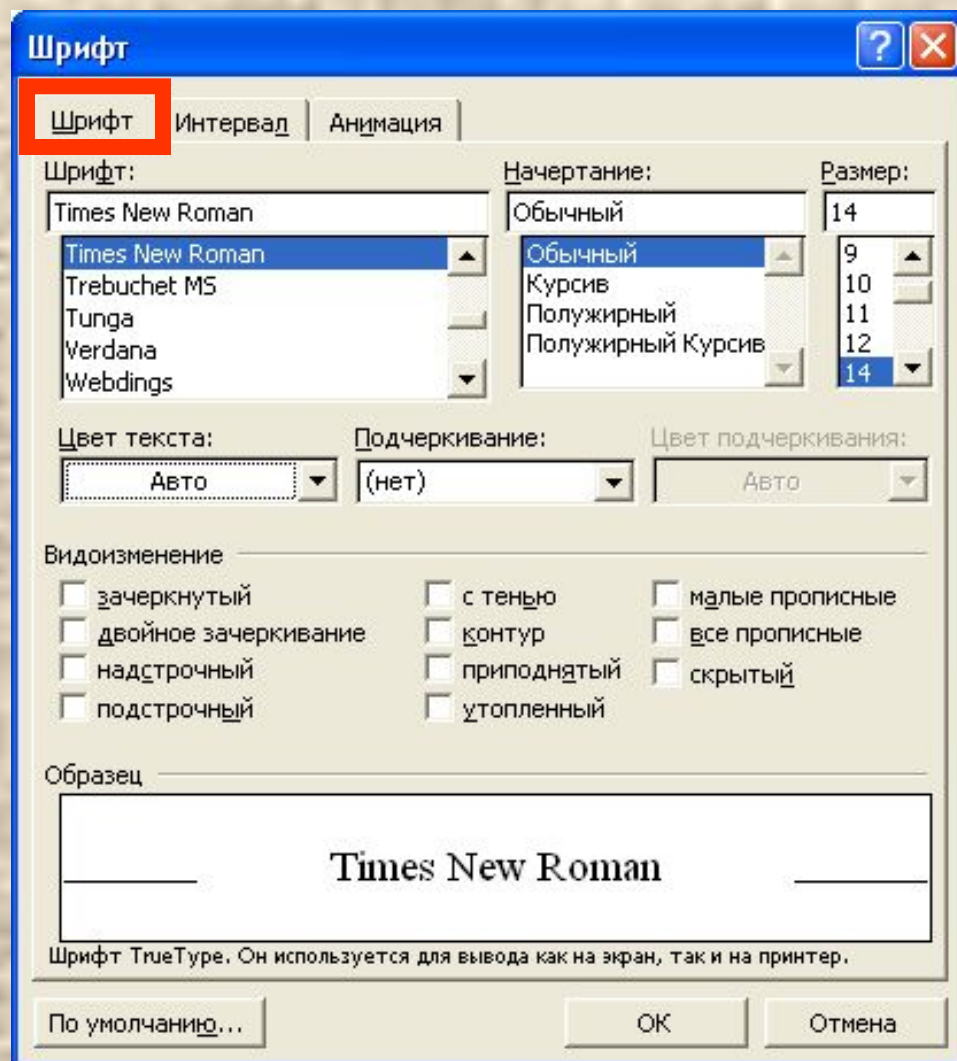 Шрифт
Шрифт Интервал Анимация
Шрифт: Начертание: Размер:
Times New Roman Обычный 14
Times New Roman Обычный 9
Trebuchet MS Курсив 10
Tunga Полужирный 11
Verdana Полужирный Курсив 12
Webdings 14
Цвет текста: Подчеркивание: Цвет подчеркивания:
Авто (нет) Авто
Видоизменение
зачеркнутый с тенью малые прописные
двойное зачеркивание контур все прописные
надстрочный приподнятый скрытый
подстрочный утопленный
Образец
Times New Roman
Шрифт TrueType. Он используется для вывода как на экран, так и на принтер.
По умолчанию... ОК Отмена